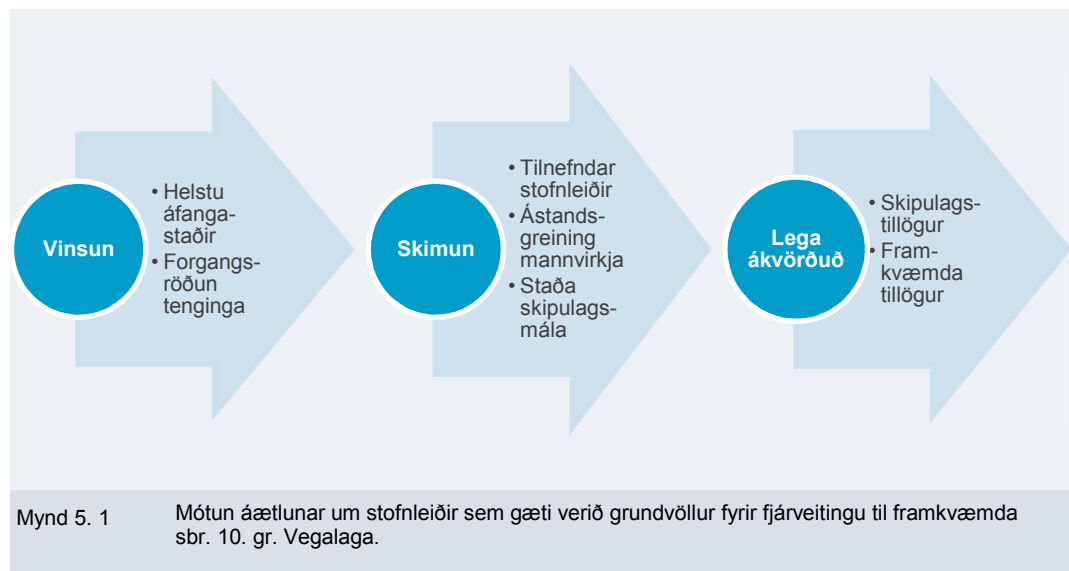 Vinsun
• Helstu
áfanga-
staðir
• Forgangs-
röðun
tenginga
Skimun
• Tilnefndar
stofnleiðir
• Ástands-
greining
mannvirkja
• Staða
skipulags-
mála
Lega
ákvörðuð
• Skipulags-
tillögur
• Fram-
kvæmda
tillögur
Mynd 5. 1
Mótun áætlunar um stofnleiðir sem gæti verið grundvöllur fyrir fjárveitingu til framkvæmda
sbr. 10. gr. Vegalaga.